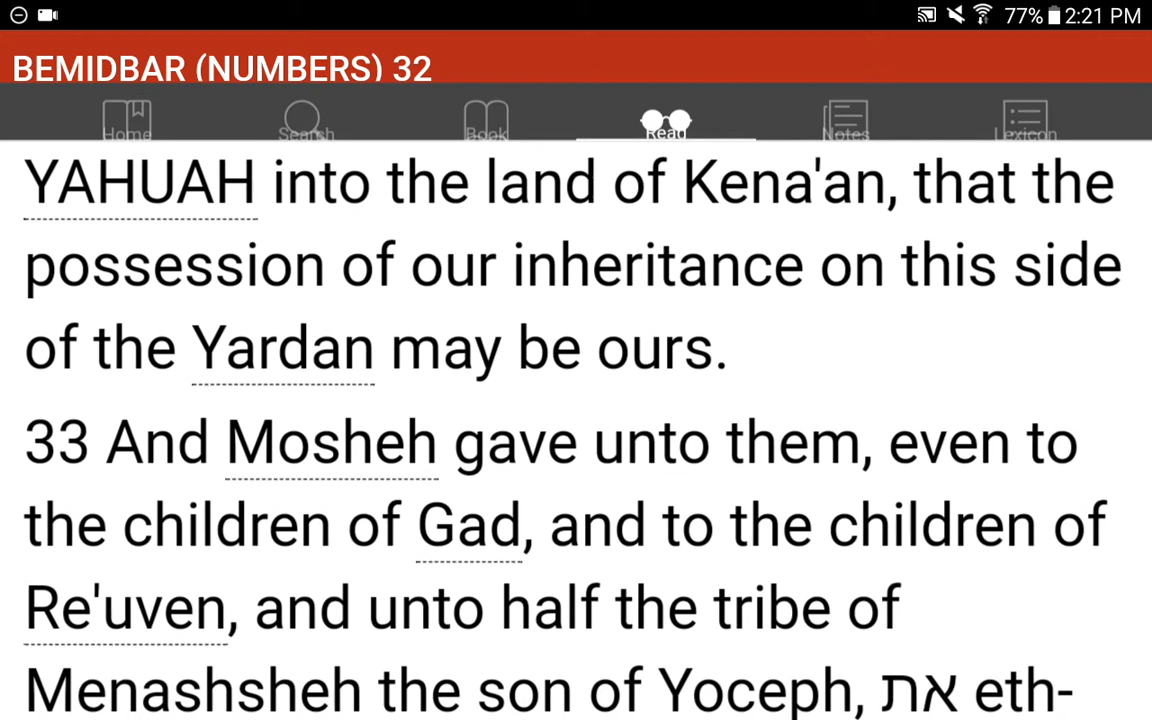 77% 2:21 PM
BEMIDBAR (NUMBERS) 32
Home Search Book Read Notes Lexicon
YAHUAH into the land of Kena'an, that the
possession of our inheritance on this side
of the Yardan may be ours.
33 And Mosheh gave unto them, even to
the children of Gad, and to the children of
Re'uven, and unto half the tribe of
Menashsheh the son of Yoceph, את eth-